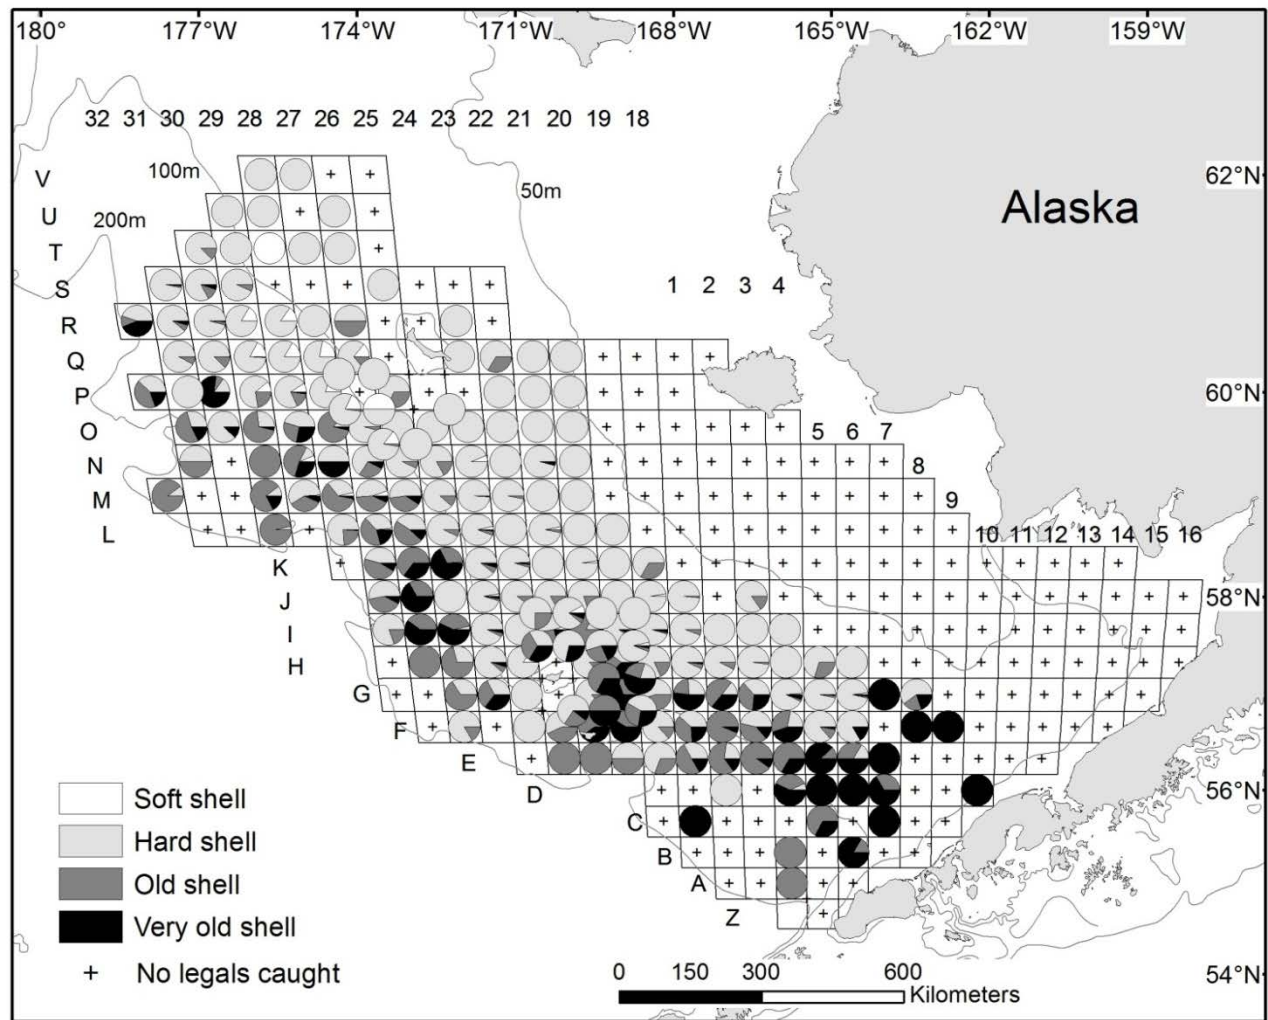 180° 177°W 174°W 171°W 168°W 165°W 162°W 159°W
32 31 30 29 28 27 26 25 24 23 22 21 20 19 18
V
100m
62°N
50m
Alaska
U
200m
T
S
1 2 3 4
R
Q
P
60°N
O
5 6 7
N
8
M
9
L
10 11 12 13 14 15 16
K
J
58°N
I
H
G
F
E
D
56°N
C
B
A
Z
Soft shell
Hard shell
Old shell
Very old shell
+ No legals caught
0 150 300 600
Kilometers
54°N